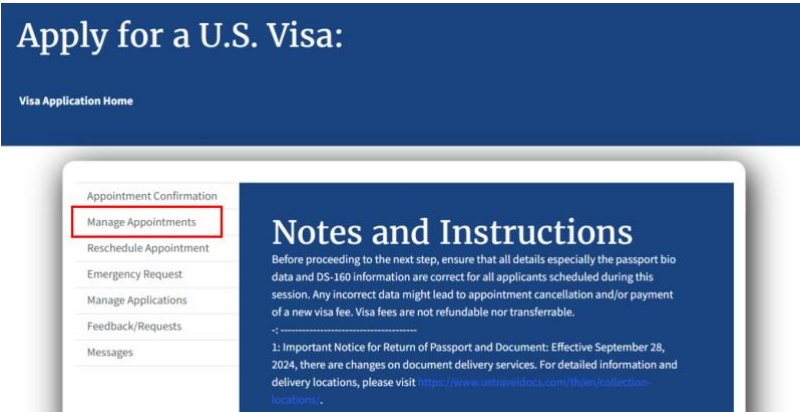 Apply for a U.S. Visa:
Visa Application Home
Appointment Confirmation
Manage Appointments
Reschedule Appointment
Emergency Request
Manage Applications
Feedback/Requests
Messages
Notes and Instructions
Before proceeding to the next step, ensure that all details especially the passport bio
data and DS-160 information are correct for all applicants scheduled during this
session. Any incorrect data might lead to appointment cancellation and/or payment
of a new visa fee. Visa fees are not refundable nor transferrable.
-: --------------------------------------
1: Important Notice for Return of Passport and Document: Effective September 28,
2024, there are changes on document delivery services. For detailed information and
delivery locations, please visit https://www.ustraveldocs.com/th/en/collection-
locations/.